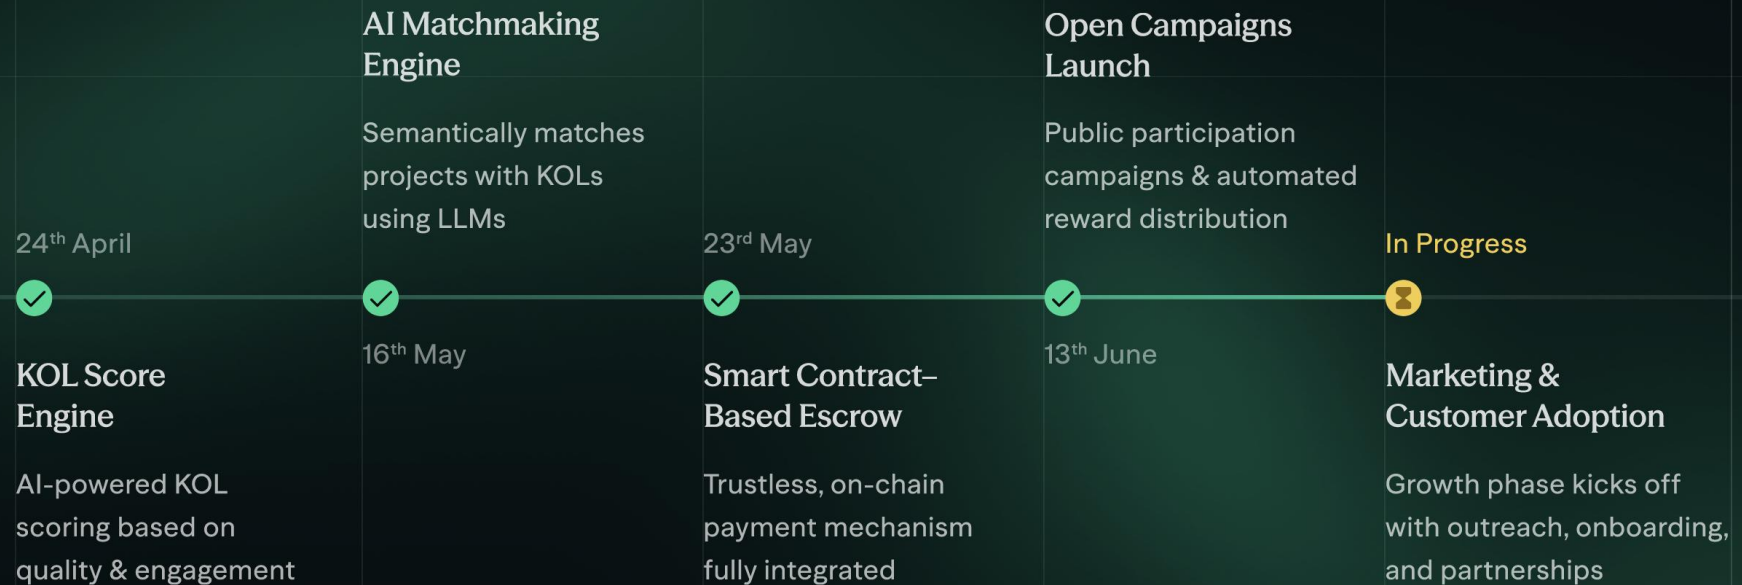 24th April
KOL Score
Engine
AI-powered KOL
scoring based on
quality & engagement
AI Matchmaking
Engine
Semantically matches
projects with KOLs
using LLMs
16th May
23rd May
Smart Contract–
Based Escrow
Trustless, on-chain
payment mechanism
fully integrated
Open Campaigns
Launch
Public participation
campaigns & automated
reward distribution
13th June
In Progress
Marketing &
Customer Adoption
Growth phase kicks off
with outreach, onboarding,
and partnerships